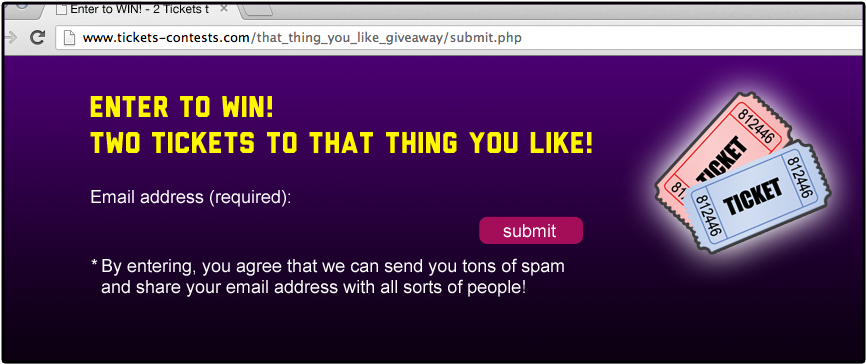 Enter to WIN! - 2 Tickets t
www.tickets-contests.com/that_thing_you_like_giveaway/submit.php
ENTER TO WIN!
TWO TICKETS TO THAT THING YOU LIKE!
812446
TICKET
812446
TICKET
812446
Email address (required):
submit
* By entering, you agree that we can send you tons of spam
and share your email address with all sorts of people!